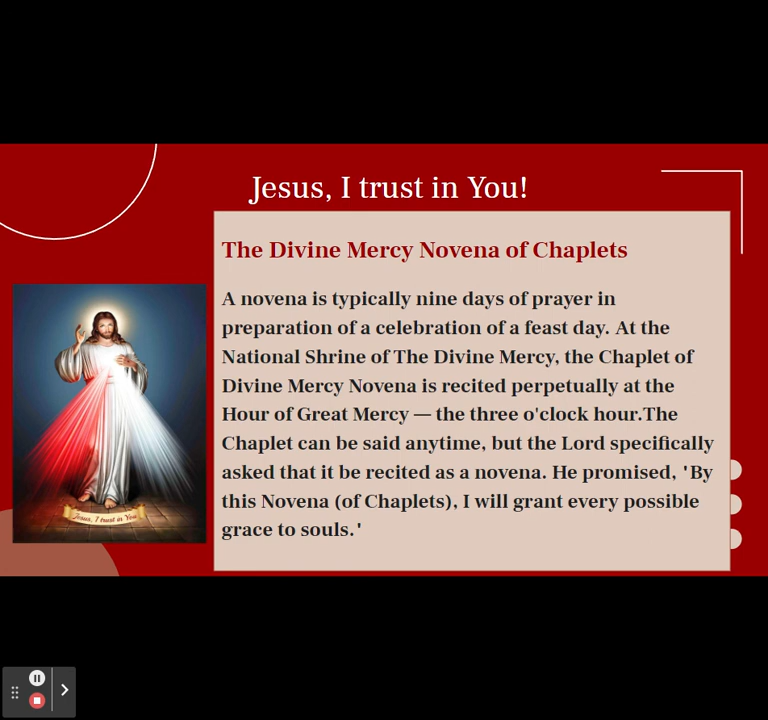 Jesus, I trust in You!
The Divine Mercy Novena of Chaplets
A novena is typically nine days of prayer in
preparation of a celebration of a feast day. At the
National Shrine of The Divine Mercy, the Chaplet of
Divine Mercy Novena is recited perpetually at the
Hour of Great Mercy — the three o'clock hour.The
Chaplet can be said anytime, but the Lord specifically
asked that it be recited as a novena. He promised, 'By
this Novena (of Chaplets), I will grant every possible
grace to souls.'
Jesus, I trust in You